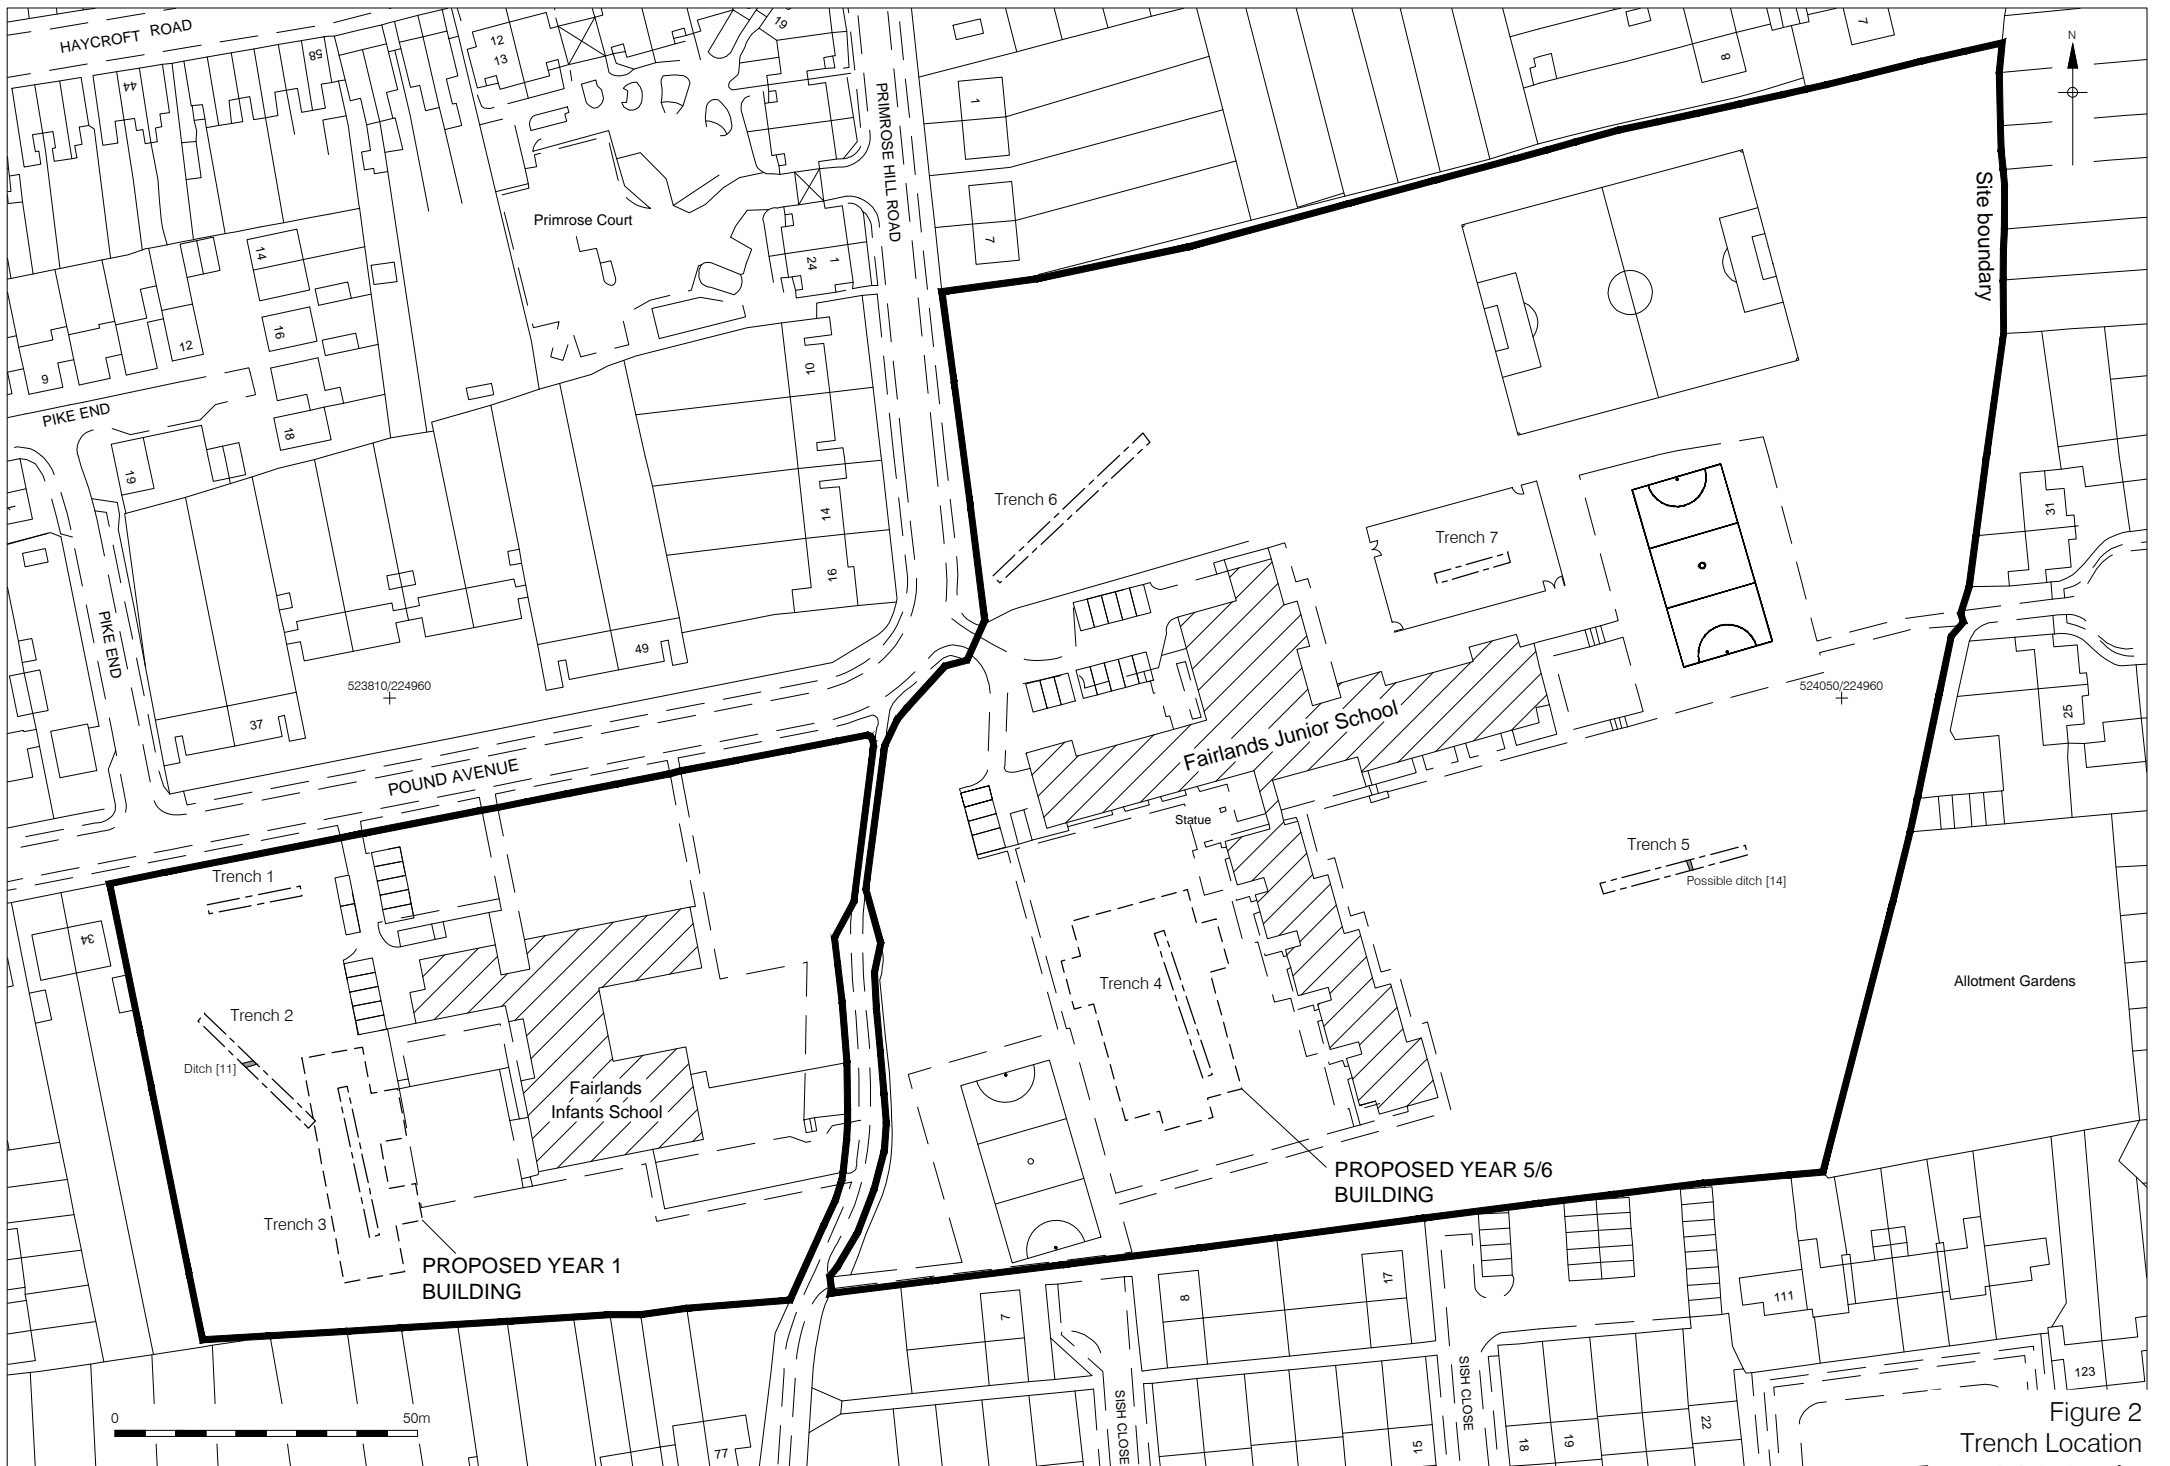 HAYCROFT ROAD
58
44
12
13
19
PRIMROSE HILL ROAD
1
7
8
7
N
Site boundary
Primrose Court
24
1
14
16
12
9
PIKE END
18
19
10
14
16
Trench 6
Trench 7
31
PIKE END
49
523810/224960
37
524050/224960
25
Fairlands Junior School
POUND AVENUE
Statue
Trench 5
Possible ditch [14]
Trench 1
34
Trench 4
Allotment Gardens
Trench 2
Ditch [11]
Fairlands
Infants School
PROPOSED YEAR 5/6
BUILDING
Trench 3
PROPOSED YEAR 1
BUILDING
7
8
17
111
123
SISH CLOSE
SISH CLOSE
15
18
19
22
77
0
50m
Figure 2
Trench Location